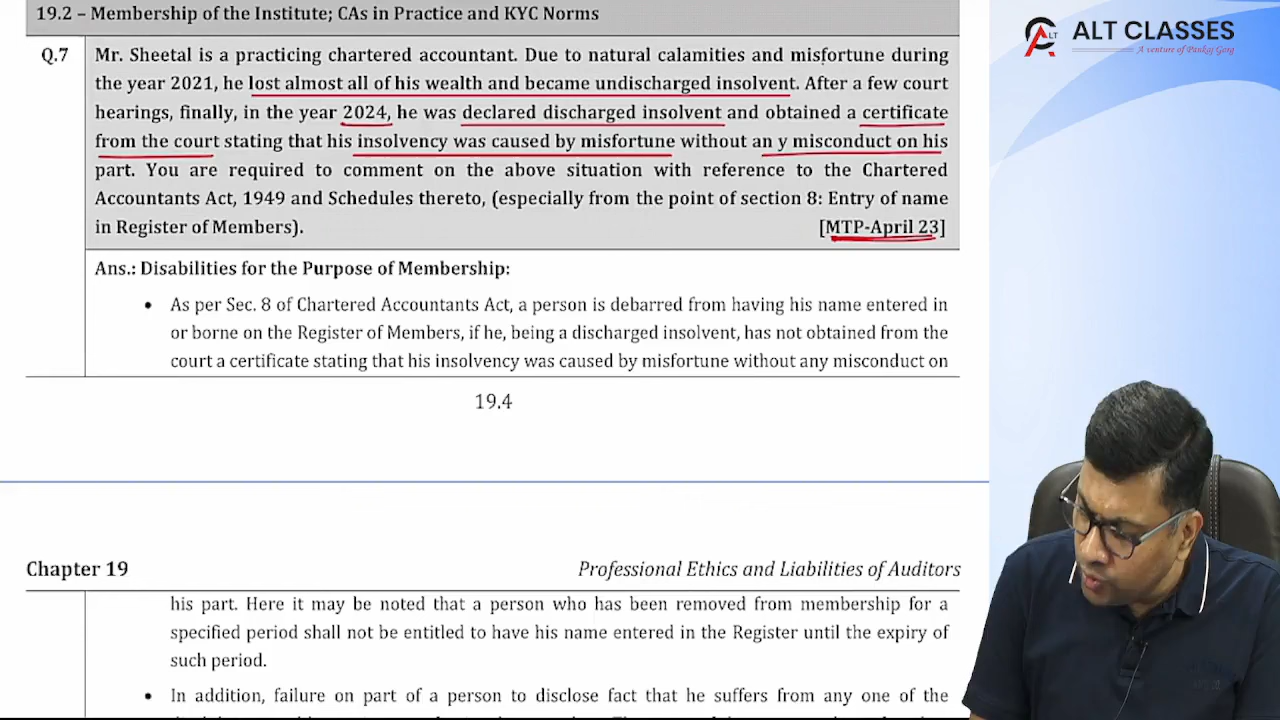 19.2 – Membership of the Institute; CAs in Practice and KYC Norms
ALT CLASSES
A venture of Pankaj Garg
Q.7 Mr. Sheetal is a practicing chartered accountant. Due to natural calamities and misfortune during
the year 2021, he lost almost all of his wealth and became undischarged insolvent. After a few court
hearings, finally, in the year 2024, he was declared discharged insolvent and obtained a certificate
from the court stating that his insolvency was caused by misfortune without an y misconduct on his
part. You are required to comment on the above situation with reference to the Chartered
Accountants Act, 1949 and Schedules thereto, (especially from the point of section 8: Entry of name
in Register of Members). [MTP-April 23]
Ans.: Disabilities for the Purpose of Membership:
• As per Sec. 8 of Chartered Accountants Act, a person is debarred from having his name entered in
or borne on the Register of Members, if he, being a discharged insolvent, has not obtained from the
court a certificate stating that his insolvency was caused by misfortune without any misconduct on
19.4
Chapter 19 Professional Ethics and Liabilities of Auditors
his part. Here it may be noted that a person who has been removed from membership for a
specified period shall not be entitled to have his name entered in the Register until the expiry of
such period.
• In addition, failure on part of a person to disclose fact that he suffers from any one of the